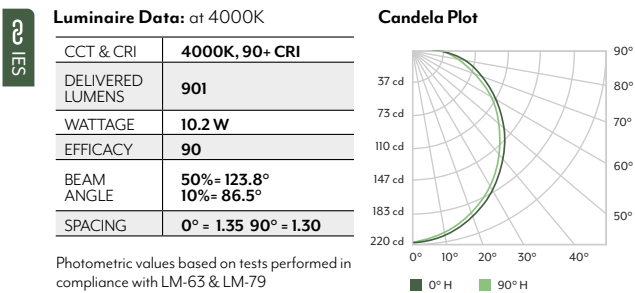 IES
Luminaire Data: at 4000K
CCT & CRI 4000K, 90+ CRI
DELIVERED
LUMENS
901
WATTAGE 10.2 W
EFFICACY 90
BEAM
ANGLE
50%= 123.8°
10%= 86.5°
SPACING 0° = 1.35 90° = 1.30
Photometric values based on tests performed in
compliance with LM-63 & LM-79
Candela Plot
37 cd
73 cd
110 cd
147 cd
183 cd
220 cd
90°
80°
70°
60°
50°
0° 10° 20° 30° 40°
0° H 90° H